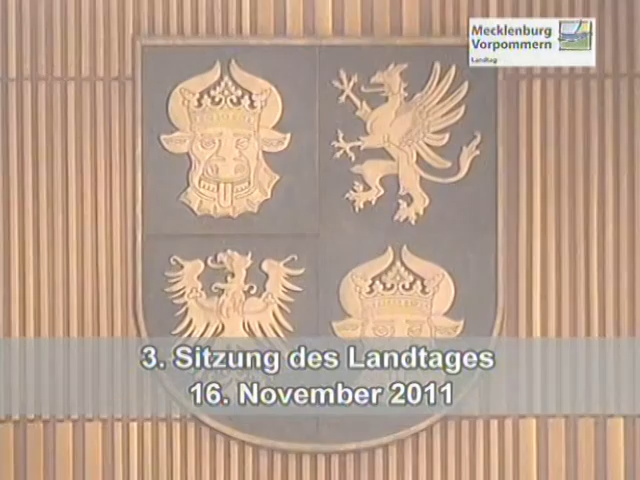 Mecklenburg
Vorpommern
Landtag
3. Sitzung des Landtages
16. November 2011